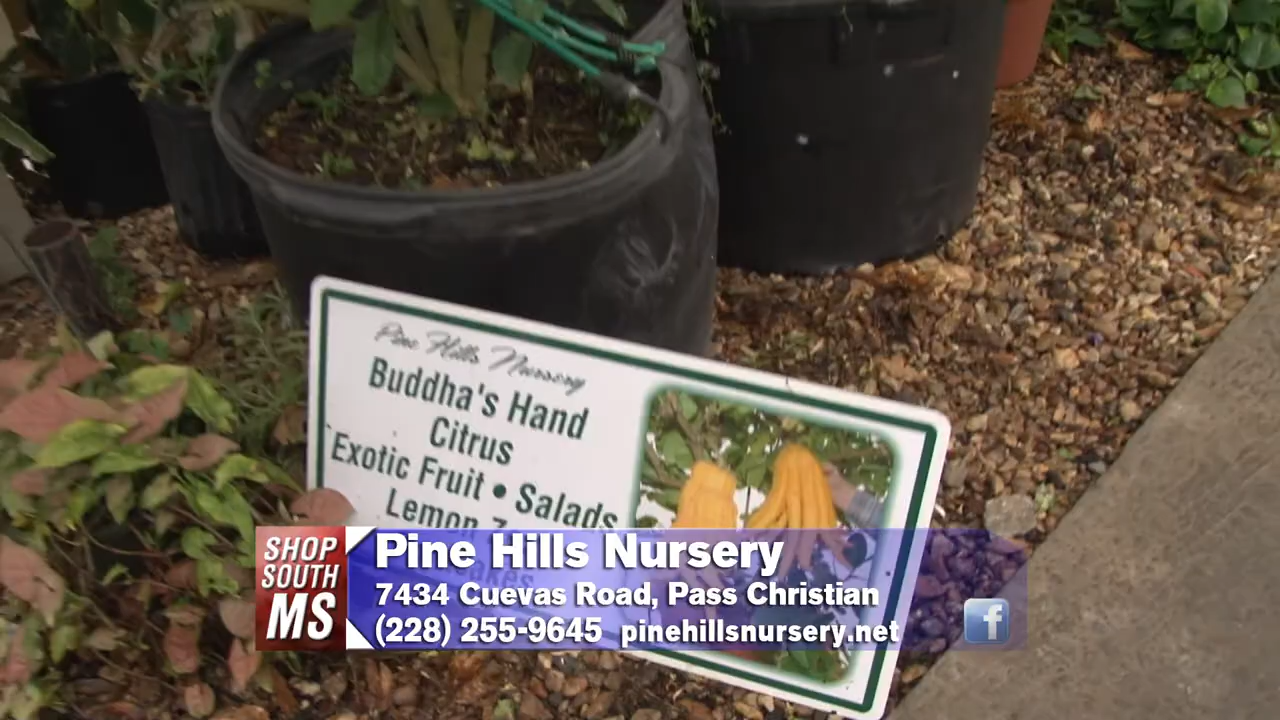 Pine Hills Nursery
Buddha's Hand
Citrus
Exotic Fruit • Salads
Lemon
SHOP
SOUTH
MS
Pine Hills Nursery
7434 Cuevas Road, Pass Christian
(228) 255-9645 pinehillsnursery.net
f